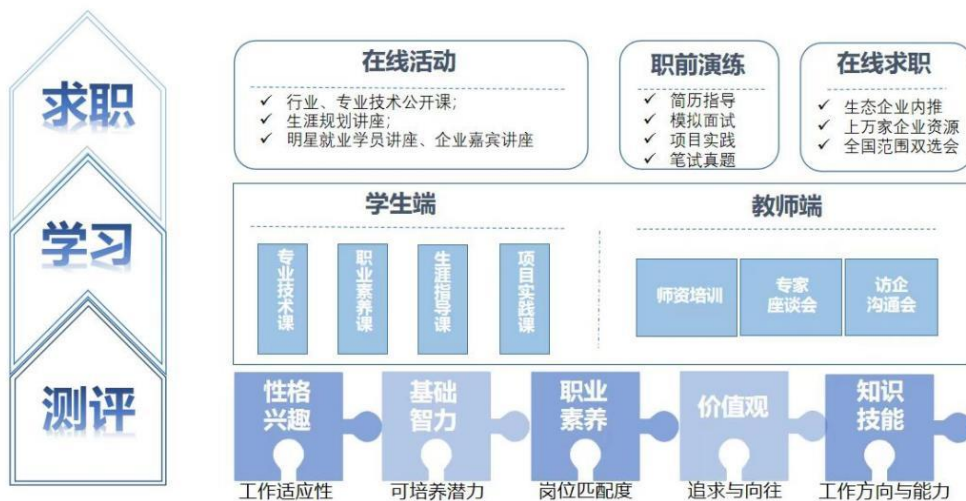 求职
在线活动
✓ 行业、专业技术公开课;
✓ 生涯规划讲座;
✓ 明星就业学员讲座、企业嘉宾讲座
职前演练
✓ 简历指导
✓ 模拟面试
✓ 项目实践
✓ 笔试真题
在线求职
✓ 生态企业内推
✓ 上万家企业资源
✓ 全国范围双选会
学习
学生端
专业技术课
职业素养课
生涯指导课
项目实践课
教师端
师资培训
专家
座谈会
访企
沟通会
测评
性格
兴趣
工作适应性
基础
智力
可培养潜力
职业
素养
岗位匹配度
价值观
追求与向往
知识
技能
工作方向与能力